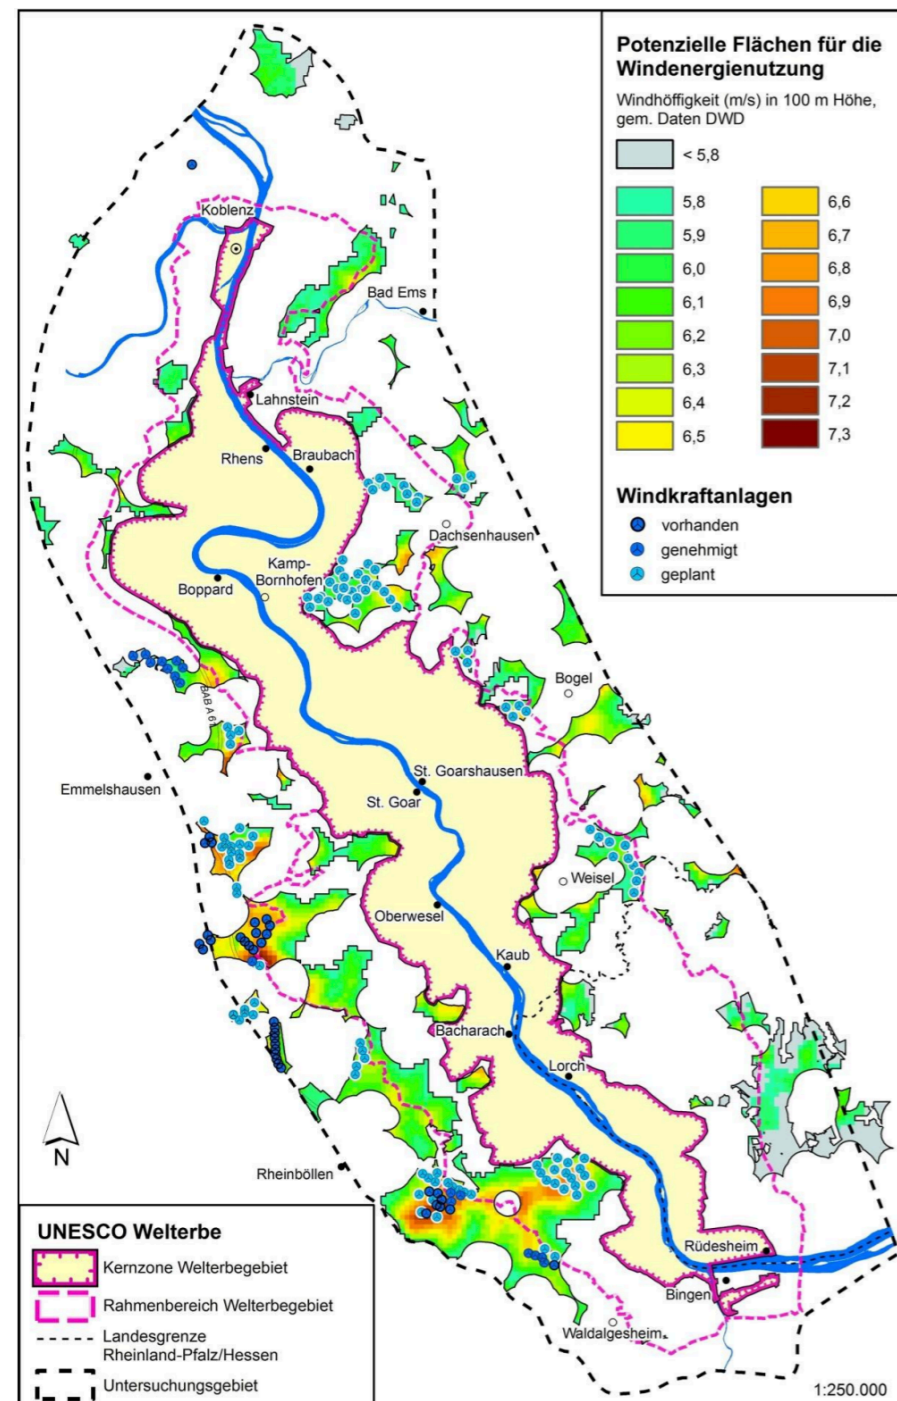 Potenzielle Flächen für die
Windenergienutzung
Windhöffigkeit (m/s) in 100 m Höhe,
gem. Daten DWD
< 5,8
5,8
5,9
6,0
6,1
6,2
6,3
6,4
6,5
6,6
6,7
6,8
6,9
7,0
7,1
7,2
7,3
Windkraftanlagen
vorhanden
genehmigt
geplant
Koblenz
Bad Ems
Lahnstein
Rhens
Braubach
Dachsenhausen
Kamp-
Bornhofen
Boppard
BAB A 61
Bogel
Emmelshausen
St. Goarshausen
St. Goar
Weisel
Oberwesel
Kaub
Bacharach
Lorch
N
Rheinböllen
Rüdesheim
Bingen
Waldalgesheim
UNESCO Welterbe
Kernzone Welterbegebiet
Rahmenbereich Welterbegebiet
Landesgrenze
Rheinland-Pfalz/Hessen
Untersuchungsgebiet
1:250.000